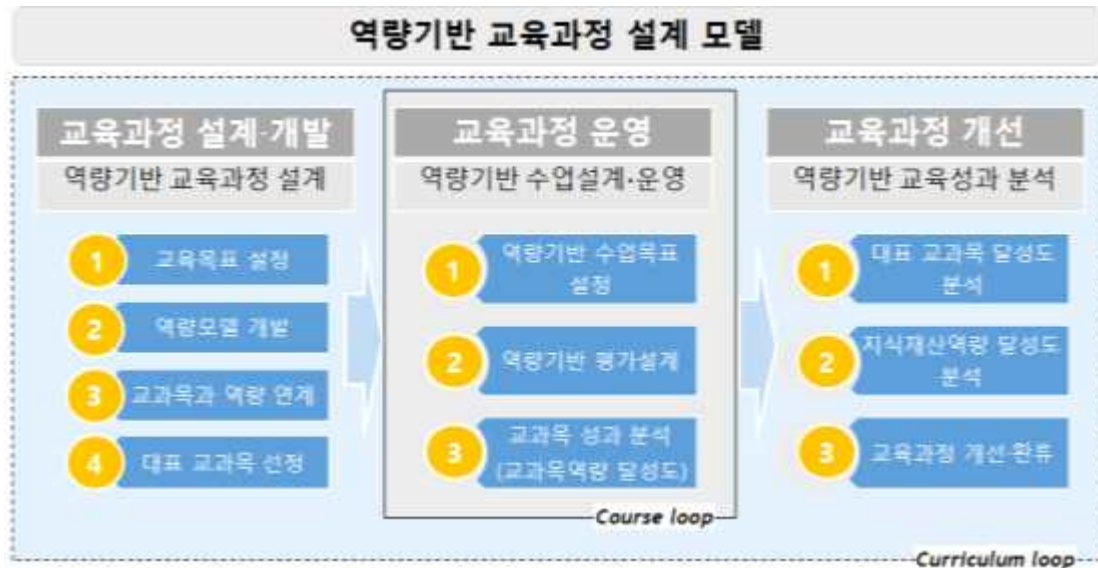 역량기반 교육과정 설계 모델
교육과정 설계·개발
역량기반 교육과정 설계
1 교육목표 설정
2 역량모델 개발
3 교과목과 역량 연계
4 대표 교과목 선정
교육과정 운영
역량기반 수업설계·운영
1 역량기반 수업목표
설정
2 역량기반 평가설계
3 교과목 성과 분석
(교과목역량 달성도)
Course loop
교육과정 개선
역량기반 교육성과 분석
1 대표 교과목 달성도
분석
2 지식재산역량 달성도
분석
3 교육과정 개선·환류
Curriculum loop